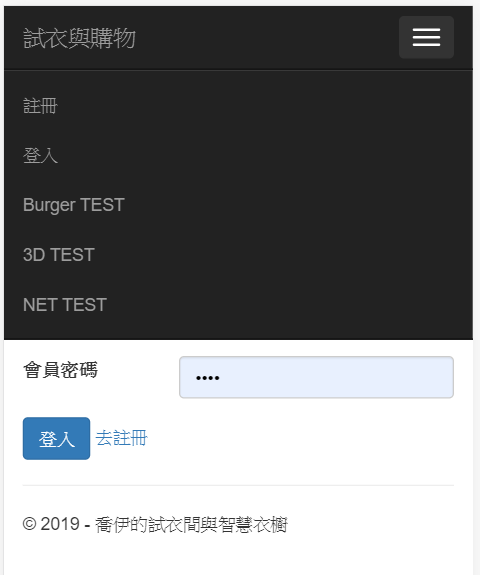 試衣與購物
註冊
登入
Burger TEST
3D TEST
NET TEST
會員密碼
••••
登入 去註冊
© 2019 - 喬伊的試衣間與智慧衣櫥